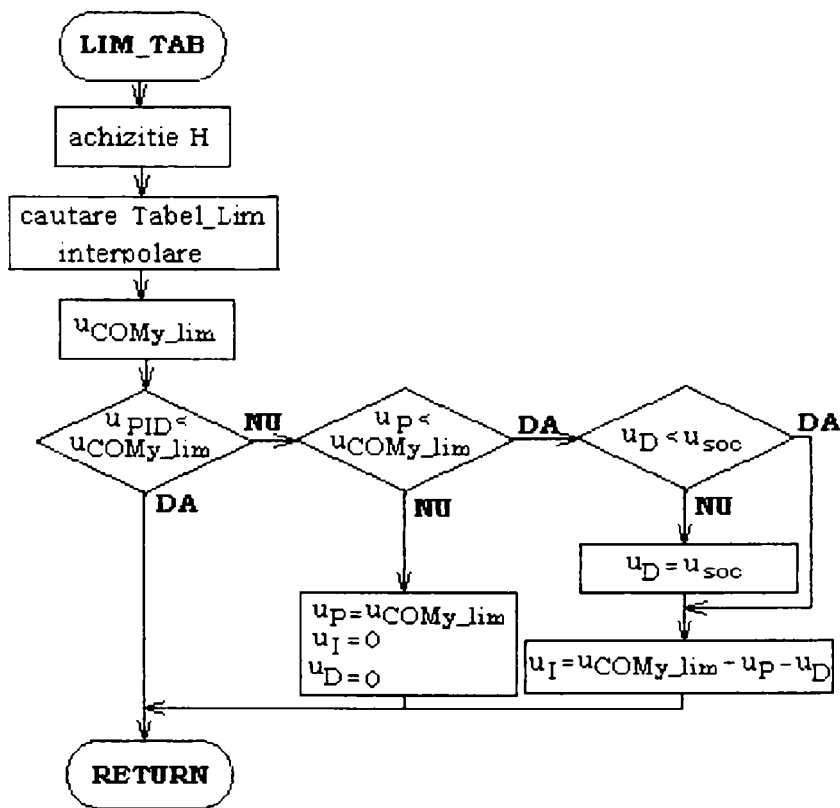 LIM_TAB
achizitie H
cautare Tabel_Lim
interpolare
uCOMy_lim
uPID<
uCOMy_lim
NU
DA
uP<
uCOMy_lim
DA
NU
uD<usoc
DA
NU
uD=usoc
uP=uCOMy_lim
uI=0
uD=0
uI=uCOMy_lim-uP-uD
RETURN